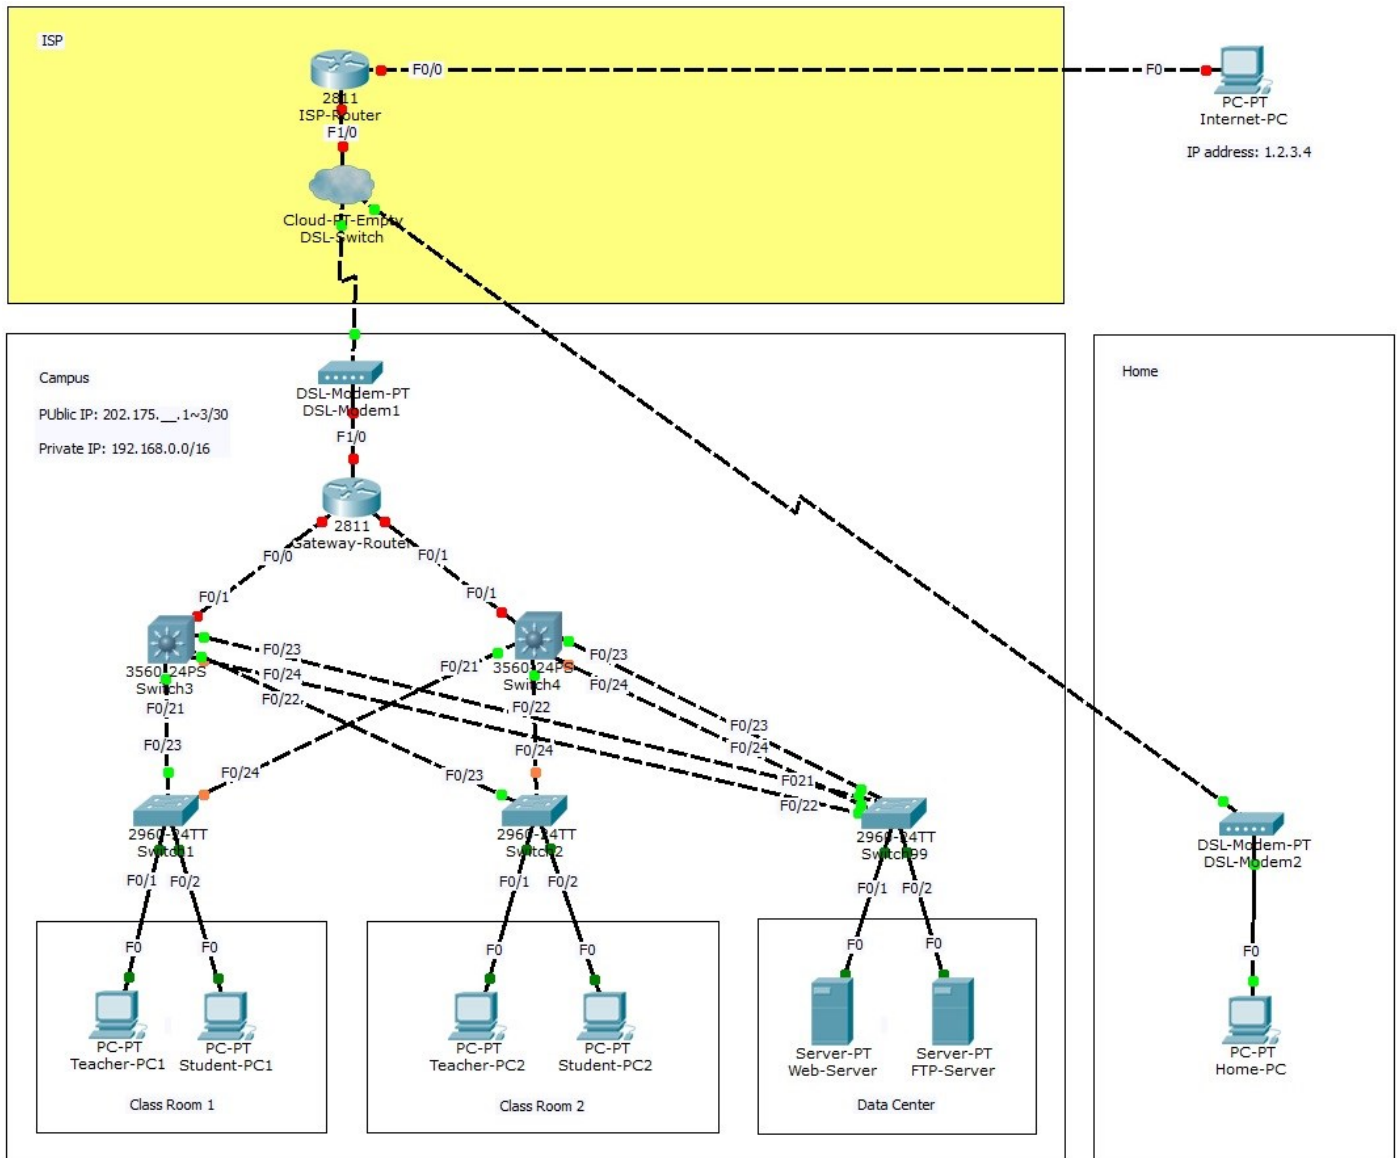 ISP
2811
ISP-Router
F0/0
F0
PC-PT
Internet-PC
IP address: 1.2.3.4
F1/0
Cloud-PT-Empty
DSL-Switch
Campus
PUblic IP: 202.175.__.1~3/30
Private IP: 192.168.0.0/16
DSL-Modem-PT
DSL-Modem1
F1/0
2811
Gateway-Router
F0/0
F0/1
F0/1
F0/1
3560-24PS
Switch3
F0/23
F0/24
F0/22
F0/21
3560-24PS
Switch4
F0/21
F0/23
F0/24
F0/22
F0/23
F0/24
F0/23
F0/24
F0/23
F0/24
F021
F0/22
2960-24TT
Switch1
2960-24TT
Switch2
2960-24TT
Switch99
F0/1
F0/2
F0/1
F0/2
F0/1
F0/2
F0
F0
F0
F0
F0
F0
PC-PT
Teacher-PC1
PC-PT
Student-PC1
Class Room 1
PC-PT
Teacher-PC2
PC-PT
Student-PC2
Class Room 2
Server-PT
Web-Server
Server-PT
FTP-Server
Data Center
Home
DSL-Modem-PT
DSL-Modem2
F0
PC-PT
Home-PC